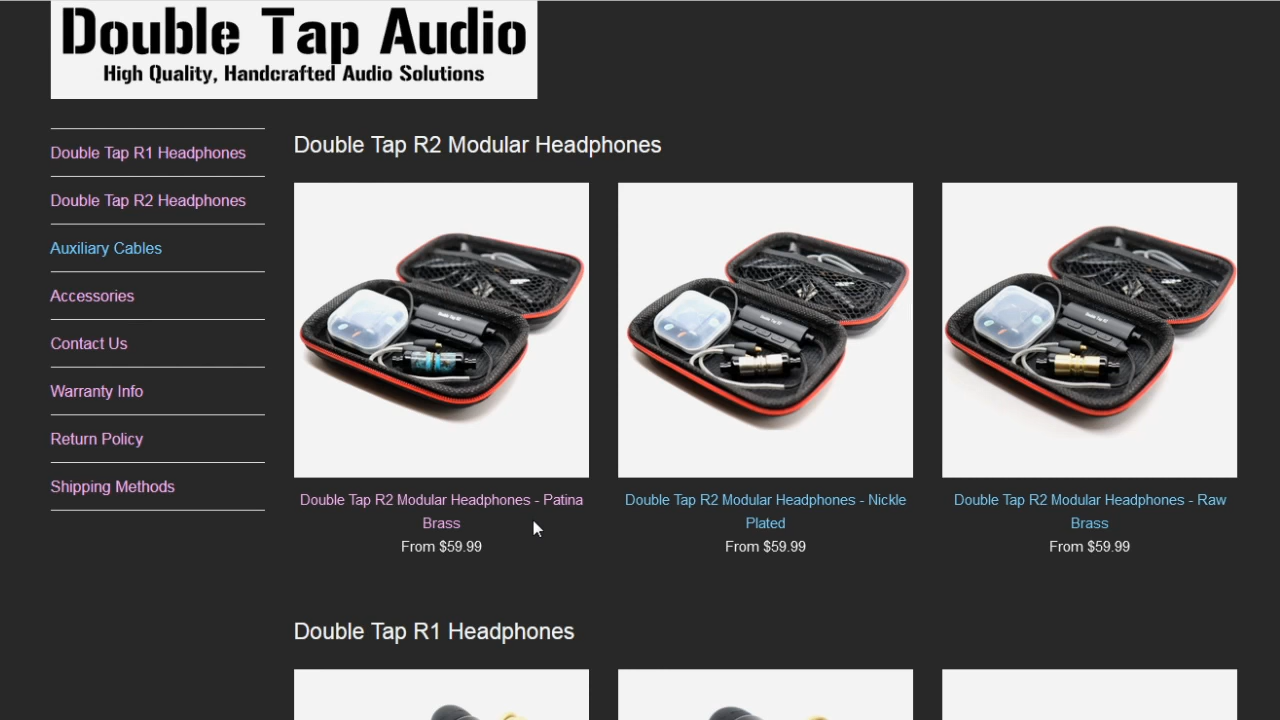 Double Tap Audio
High Quality, Handcrafted Audio Solutions
Double Tap R1 Headphones
Double Tap R2 Headphones
Auxiliary Cables
Accessories
Contact Us
Warranty Info
Return Policy
Shipping Methods
Double Tap R2 Modular Headphones
Double Tap R2 Modular Headphones - Patina
Brass
From $59.99
Double Tap R2 Modular Headphones - Nickle
Plated
From $59.99
Double Tap R2 Modular Headphones - Raw
Brass
From $59.99
Double Tap R1 Headphones